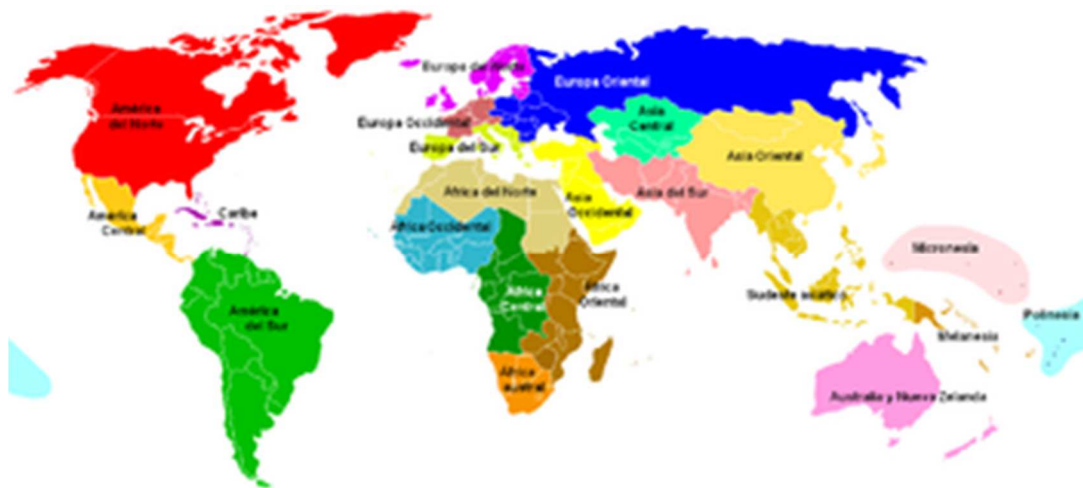 América
del Norte
América
Central
Caribe
América
del Sur
Europa del Norte
Europa Occidental
Europa del Sur
Europa Oriental
Asia
Central
Asia Oriental
Asia
Occidental
Asia del Sur
Sudeste asiático
África del Norte
África Occidental
África
Central
África
Oriental
África
austral
Micronesia
Polinesia
Melanesia
Australia y Nueva Zelanda